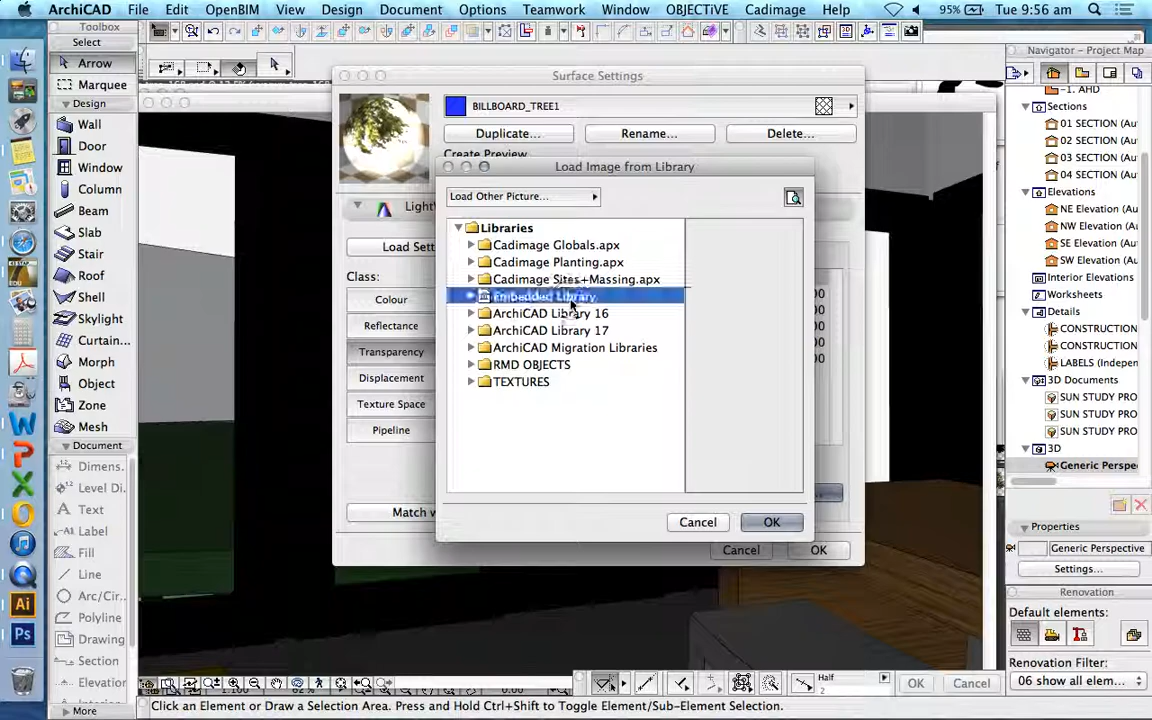 ArchiCAD File Edit OpenBIM View Design Document Options Teamwork Window OBJECTiVE Cadimage Help 95% Tue 9:56 am
Toolbox
Select
Arrow
Marquee
Design
Wall
Door
Window
Column
Beam
Slab
Stair
Roof
Shell
Skylight
Curtain...
Morph
Object
Zone
Mesh
Document
Dimens...
Level Di...
Text
Label
Fill
Line
Arc/Cir...
Polyline
Drawing
Section
Elevation
More
Surface Settings
BILLBOARD_TREE1
Duplicate... Rename... Delete...
Create Preview
Load Sett
Class:
Colour
Reflectance
Transparency
Displacement
Texture Space
Pipeline
Match w
Cancel OK
Load Image from Library
Load Other Picture...
Libraries
Cadimage Globals.apx
Cadimage Planting.apx
Cadimage Sites+Massing.apx
Embedded Library
ArchiCAD Library 16
ArchiCAD Library 17
ArchiCAD Migration Libraries
RMD OBJECTS
TEXTURES
Cancel OK
Navigator - Project Map
-1. AHD
Sections
01 SECTION (Au
02 SECTION (Au
03 SECTION (Au
04 SECTION (Au
Elevations
NE Elevation (Au
NW Elevation (Au
SE Elevation (Au
SW Elevation (Au
Interior Elevations
Worksheets
Details
CONSTRUCTION
CONSTRUCTION
LABELS (Indepen
3D Documents
SUN STUDY PRO
SUN STUDY PRO
SUN STUDY PRO
3D
Generic Perspe
Properties
Generic Perspective
Settings...
Renovation
Default elements:
Renovation Filter:
06 show all elem...
Half
2
OK Cancel
Click an Element or Draw a Selection Area. Press and Hold Ctrl+Shift to Toggle Element/Sub-Element Selection.